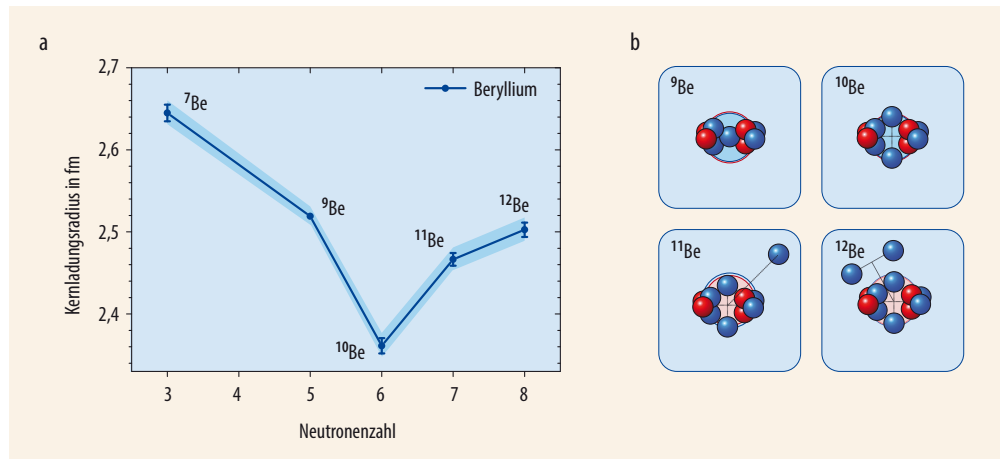 a
2,7
2,6
2,5
2,4
Kernladungsradius in fm
Beryllium
⁷Be
⁹Be
¹⁰Be
¹¹Be
¹²Be
3 4 5 6 7 8
Neutronenzahl
b
⁹Be
¹⁰Be
¹¹Be
¹²Be